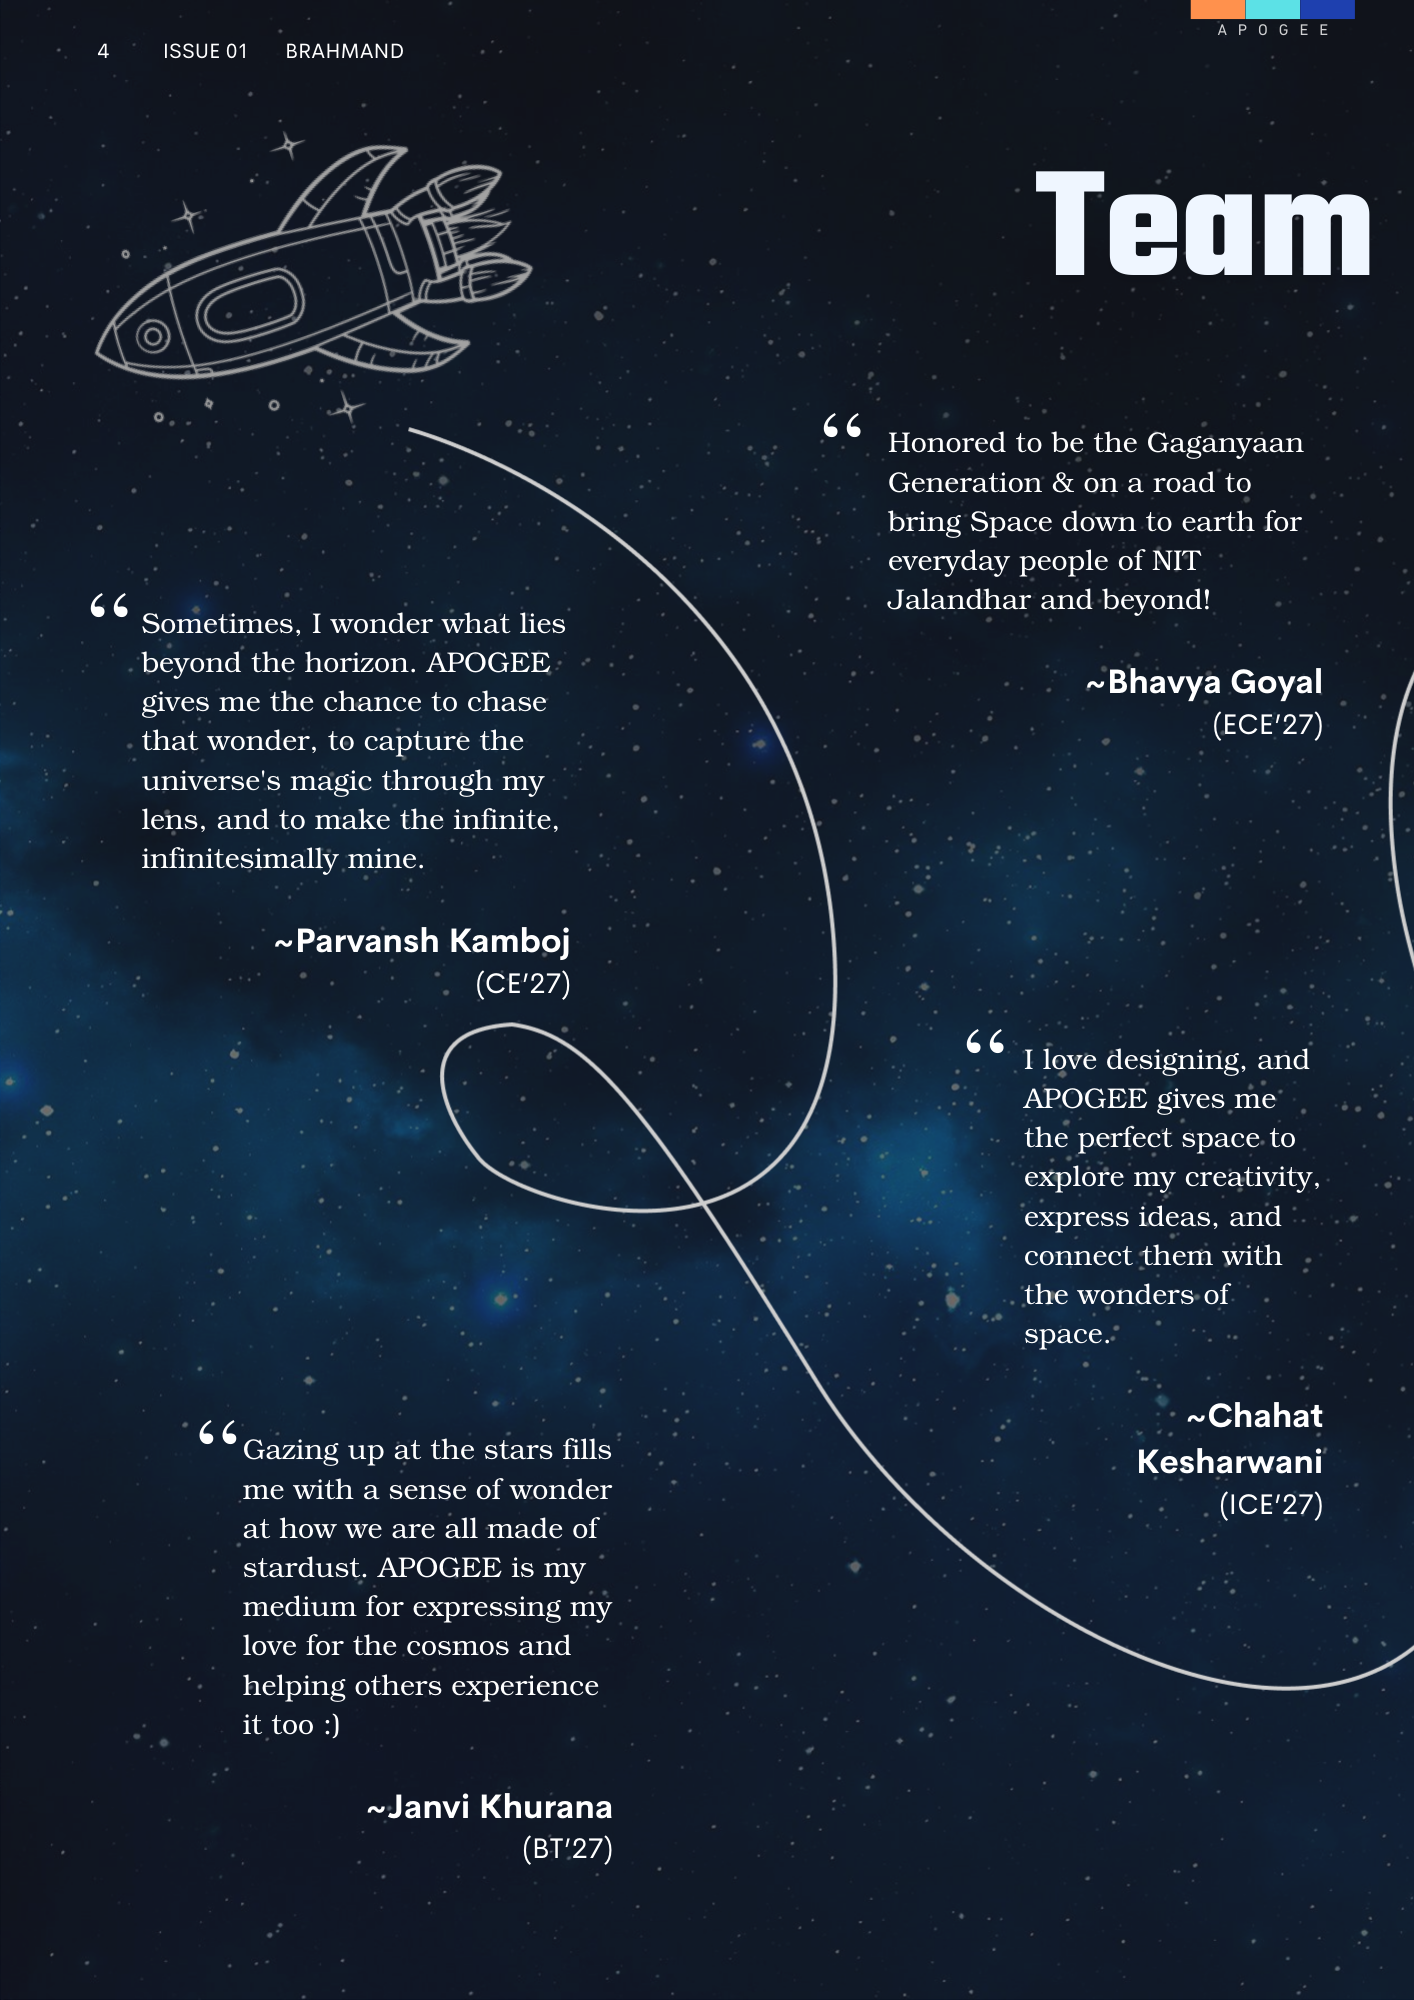 4 ISSUE 01 BRAHMAND
APOGEE
Team
“ Honored to be the Gaganyaan
Generation & on a road to
bring Space down to earth for
everyday people of NIT
Jalandhar and beyond!
~Bhavya Goyal
(ECE’27)
“ Sometimes, I wonder what lies
beyond the horizon. APOGEE
gives me the chance to chase
that wonder, to capture the
universe's magic through my
lens, and to make the infinite,
infinitesimally mine.
~Parvansh Kamboj
(CE’27)
“ I love designing, and
APOGEE gives me
the perfect space to
explore my creativity,
express ideas, and
connect them with
the wonders of
space.
~Chahat
Kesharwani
(ICE’27)
“ Gazing up at the stars fills
me with a sense of wonder
at how we are all made of
stardust. APOGEE is my
medium for expressing my
love for the cosmos and
helping others experience
it too :)
~Janvi Khurana
(BT’27)